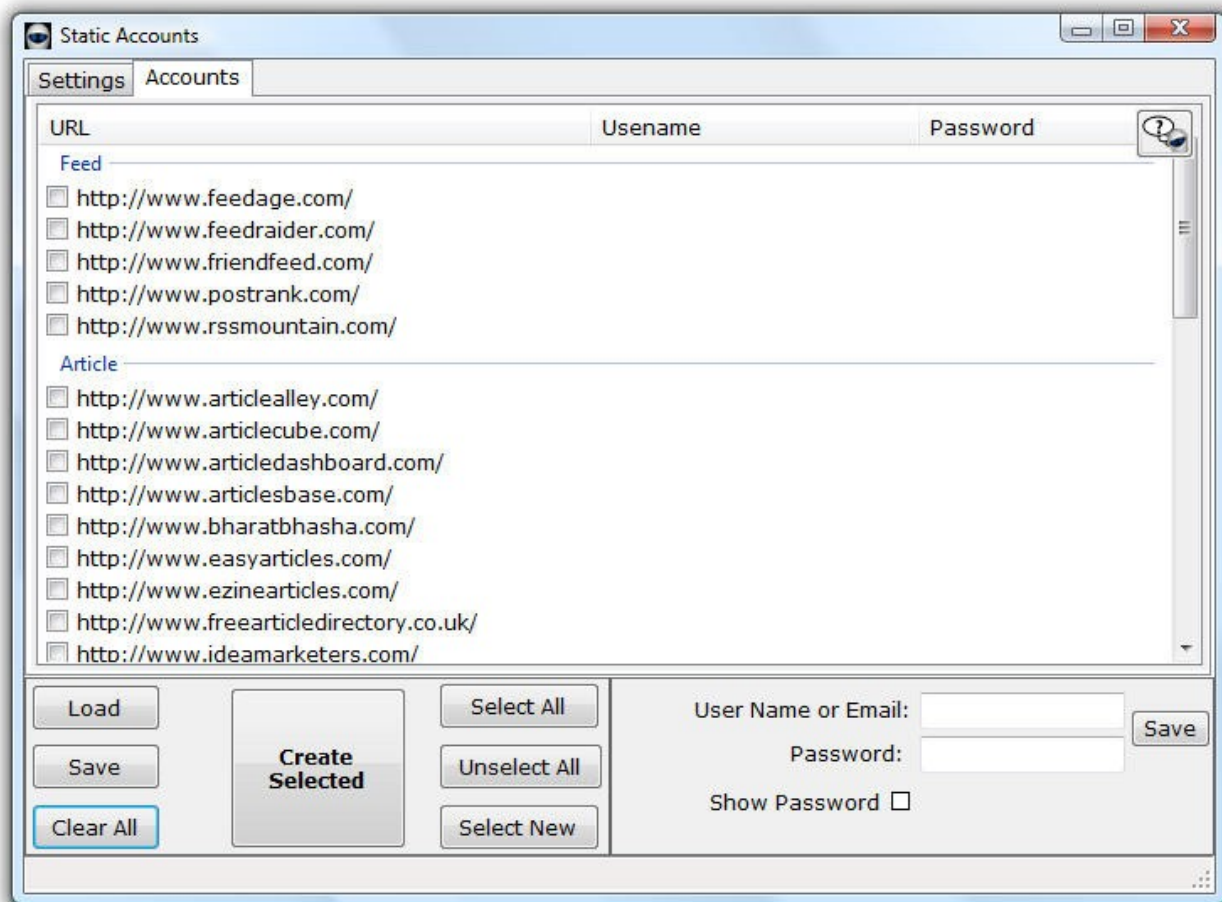 Static Accounts
Settings Accounts
URL Usename Password
Feed
http://www.feedage.com/
http://www.feedraider.com/
http://www.friendfeed.com/
http://www.postrank.com/
http://www.rssmountain.com/
Article
http://www.articlealley.com/
http://www.articlecube.com/
http://www.articledashboard.com/
http://www.articlesbase.com/
http://www.bharatbhasha.com/
http://www.easyarticles.com/
http://www.ezinearticles.com/
http://www.freearticledirectory.co.uk/
http://www.ideamarketers.com/
Load
Save
Clear All
Create
Selected
Select All
Unselect All
Select New
User Name or Email:
Password:
Show Password
Save